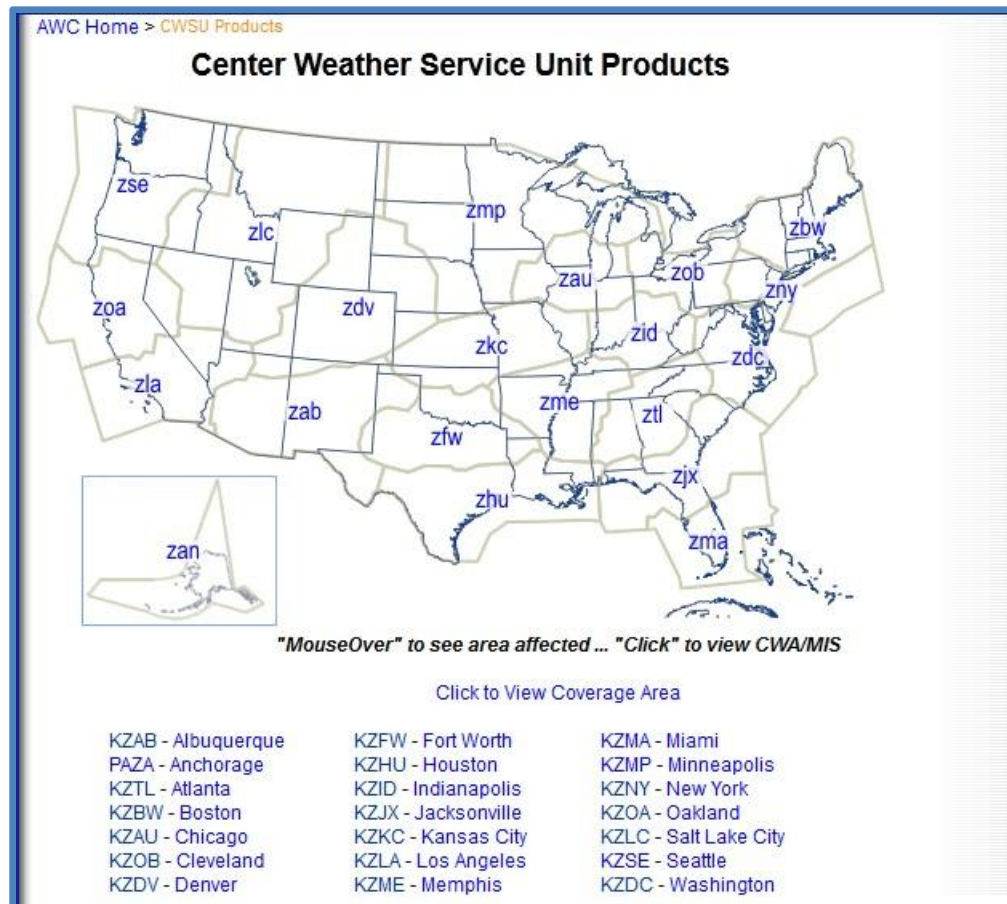 AWC Home > CWSU Products
Center Weather Service Unit Products
zse
zlc
zmp
zbw
zau
zob
zny
zoa
zdv
zkc
zid
zdc
zla
zab
zme
ztl
zfw
zjx
zhu
zma
zan
"MouseOver" to see area affected ... "Click" to view CWA/MIS
Click to View Coverage Area
KZAB - Albuquerque
PAZA - Anchorage
KZTL - Atlanta
KZBW - Boston
KZAU - Chicago
KZOB - Cleveland
KZDV - Denver
KZFW - Fort Worth
KZHU - Houston
KZID - Indianapolis
KZJX - Jacksonville
KZKC - Kansas City
KZLA - Los Angeles
KZME - Memphis
KZMA - Miami
KZMP - Minneapolis
KZNY - New York
KZOA - Oakland
KZLC - Salt Lake City
KZSE - Seattle
KZDC - Washington